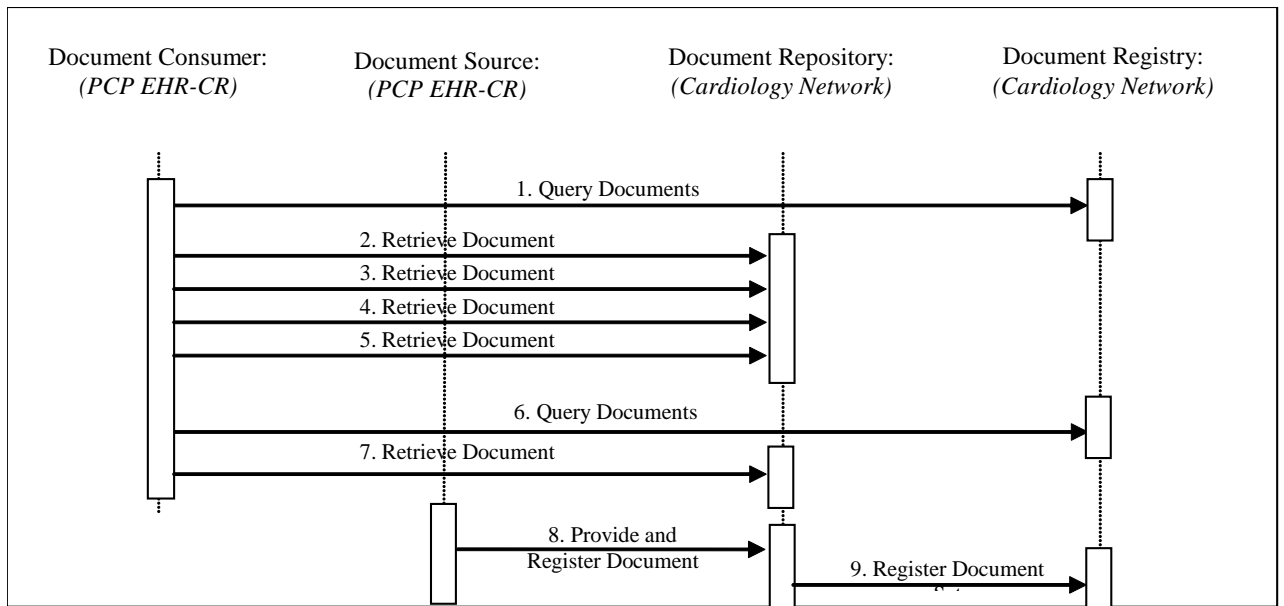 Document Consumer:
(PCP EHR-CR)
Document Source:
(PCP EHR-CR)
Document Repository:
(Cardiology Network)
Document Registry:
(Cardiology Network)
1. Query Documents
2. Retrieve Document
3. Retrieve Document
4. Retrieve Document
5. Retrieve Document
6. Query Documents
7. Retrieve Document
8. Provide and
Register Document
9. Register Document